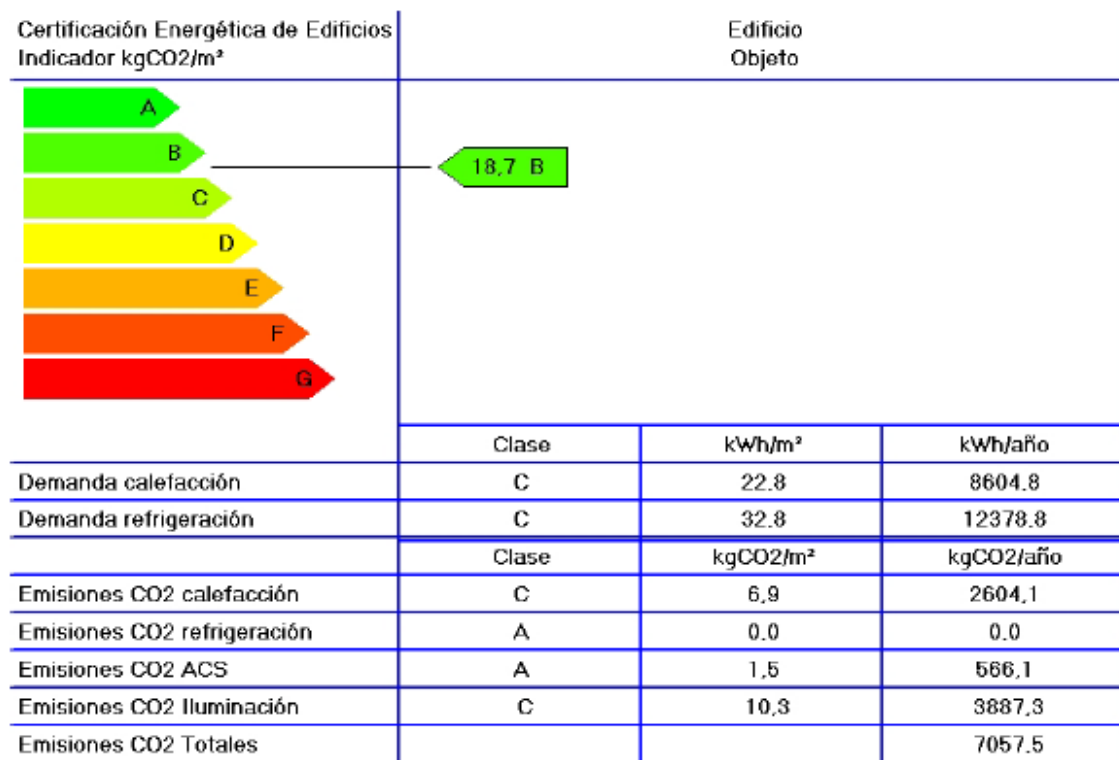 Certificación Energética de Edificios
Indicador kgCO2/m²
Edificio
Objeto
A
B
18,7 B
C
D
E
F
G
Clase kWh/m² kWh/año
Demanda calefacción C 22.8 8604.8
Demanda refrigeración C 32.8 12378.8
Clase kgCO2/m² kgCO2/año
Emisiones CO2 calefacción C 6,9 2604,1
Emisiones CO2 refrigeración A 0.0 0.0
Emisiones CO2 ACS A 1,5 566,1
Emisiones CO2 Iluminación C 10,3 3887,3
Emisiones CO2 Totales 7057.5